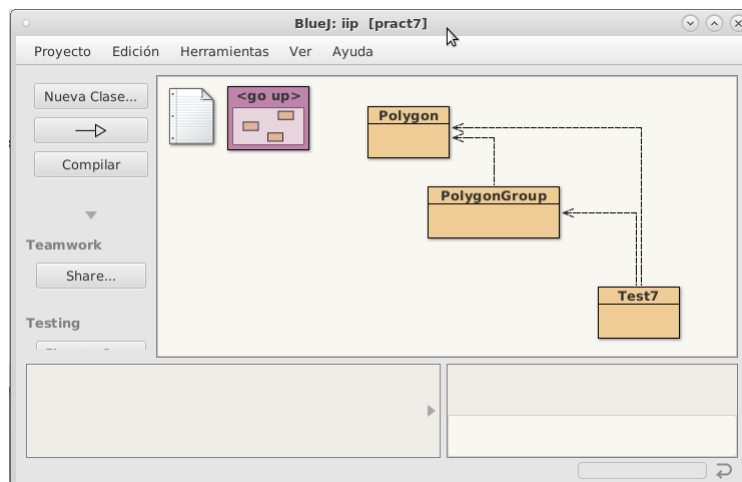 BlueJ: iip [pract7]
Proyecto Edición Herramientas Ver Ayuda
Nueva Clase...
Compilar
Teamwork
Share...
Testing
<go up>
Polygon
PolygonGroup
Test7